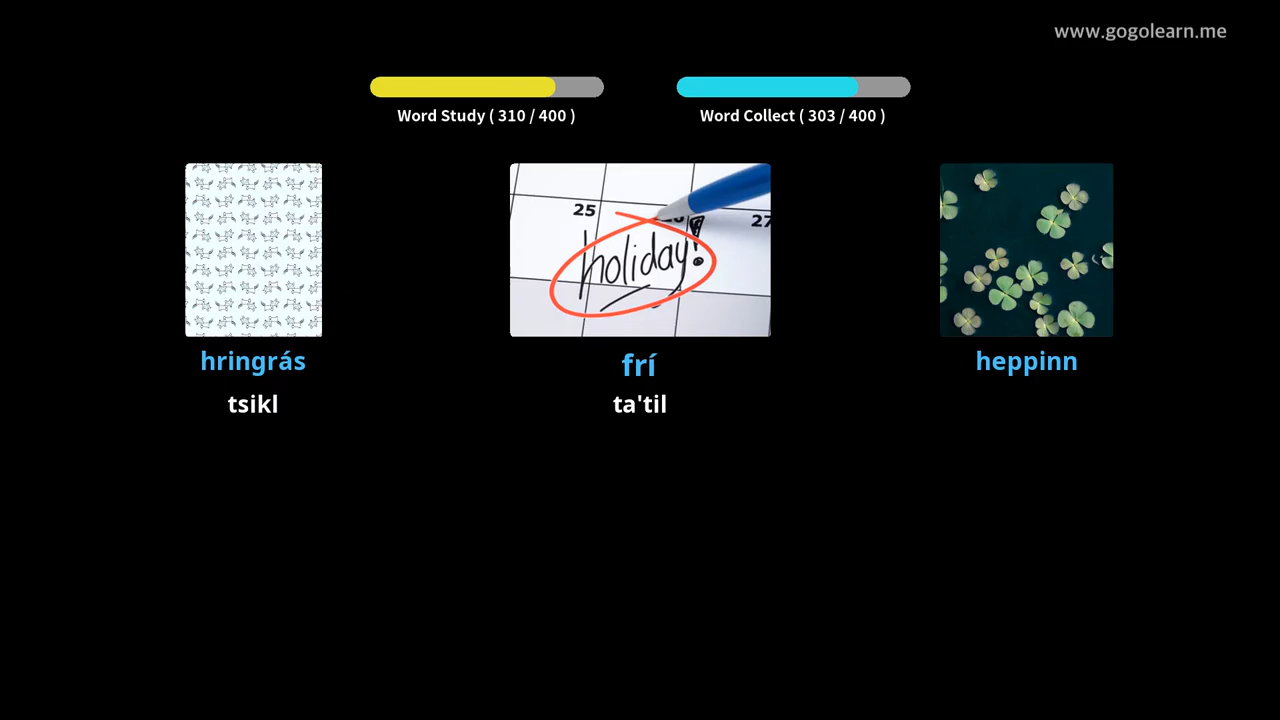 www.gogolearn.me
Word Study ( 310 / 400 )
Word Collect ( 303 / 400 )
25
27
holiday!
hringrás
frí
heppinn
tsikl
ta'til